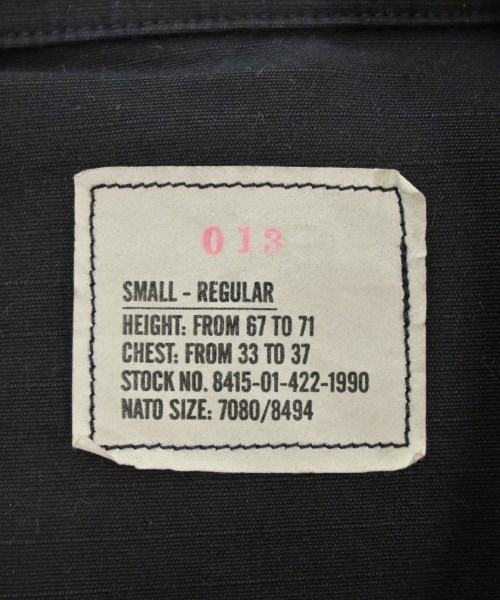 013
SMALL - REGULAR
HEIGHT: FROM 67 TO 71
CHEST: FROM 33 TO 37
STOCK NO. 8415-01-422-1990
NATO SIZE: 7080/8494